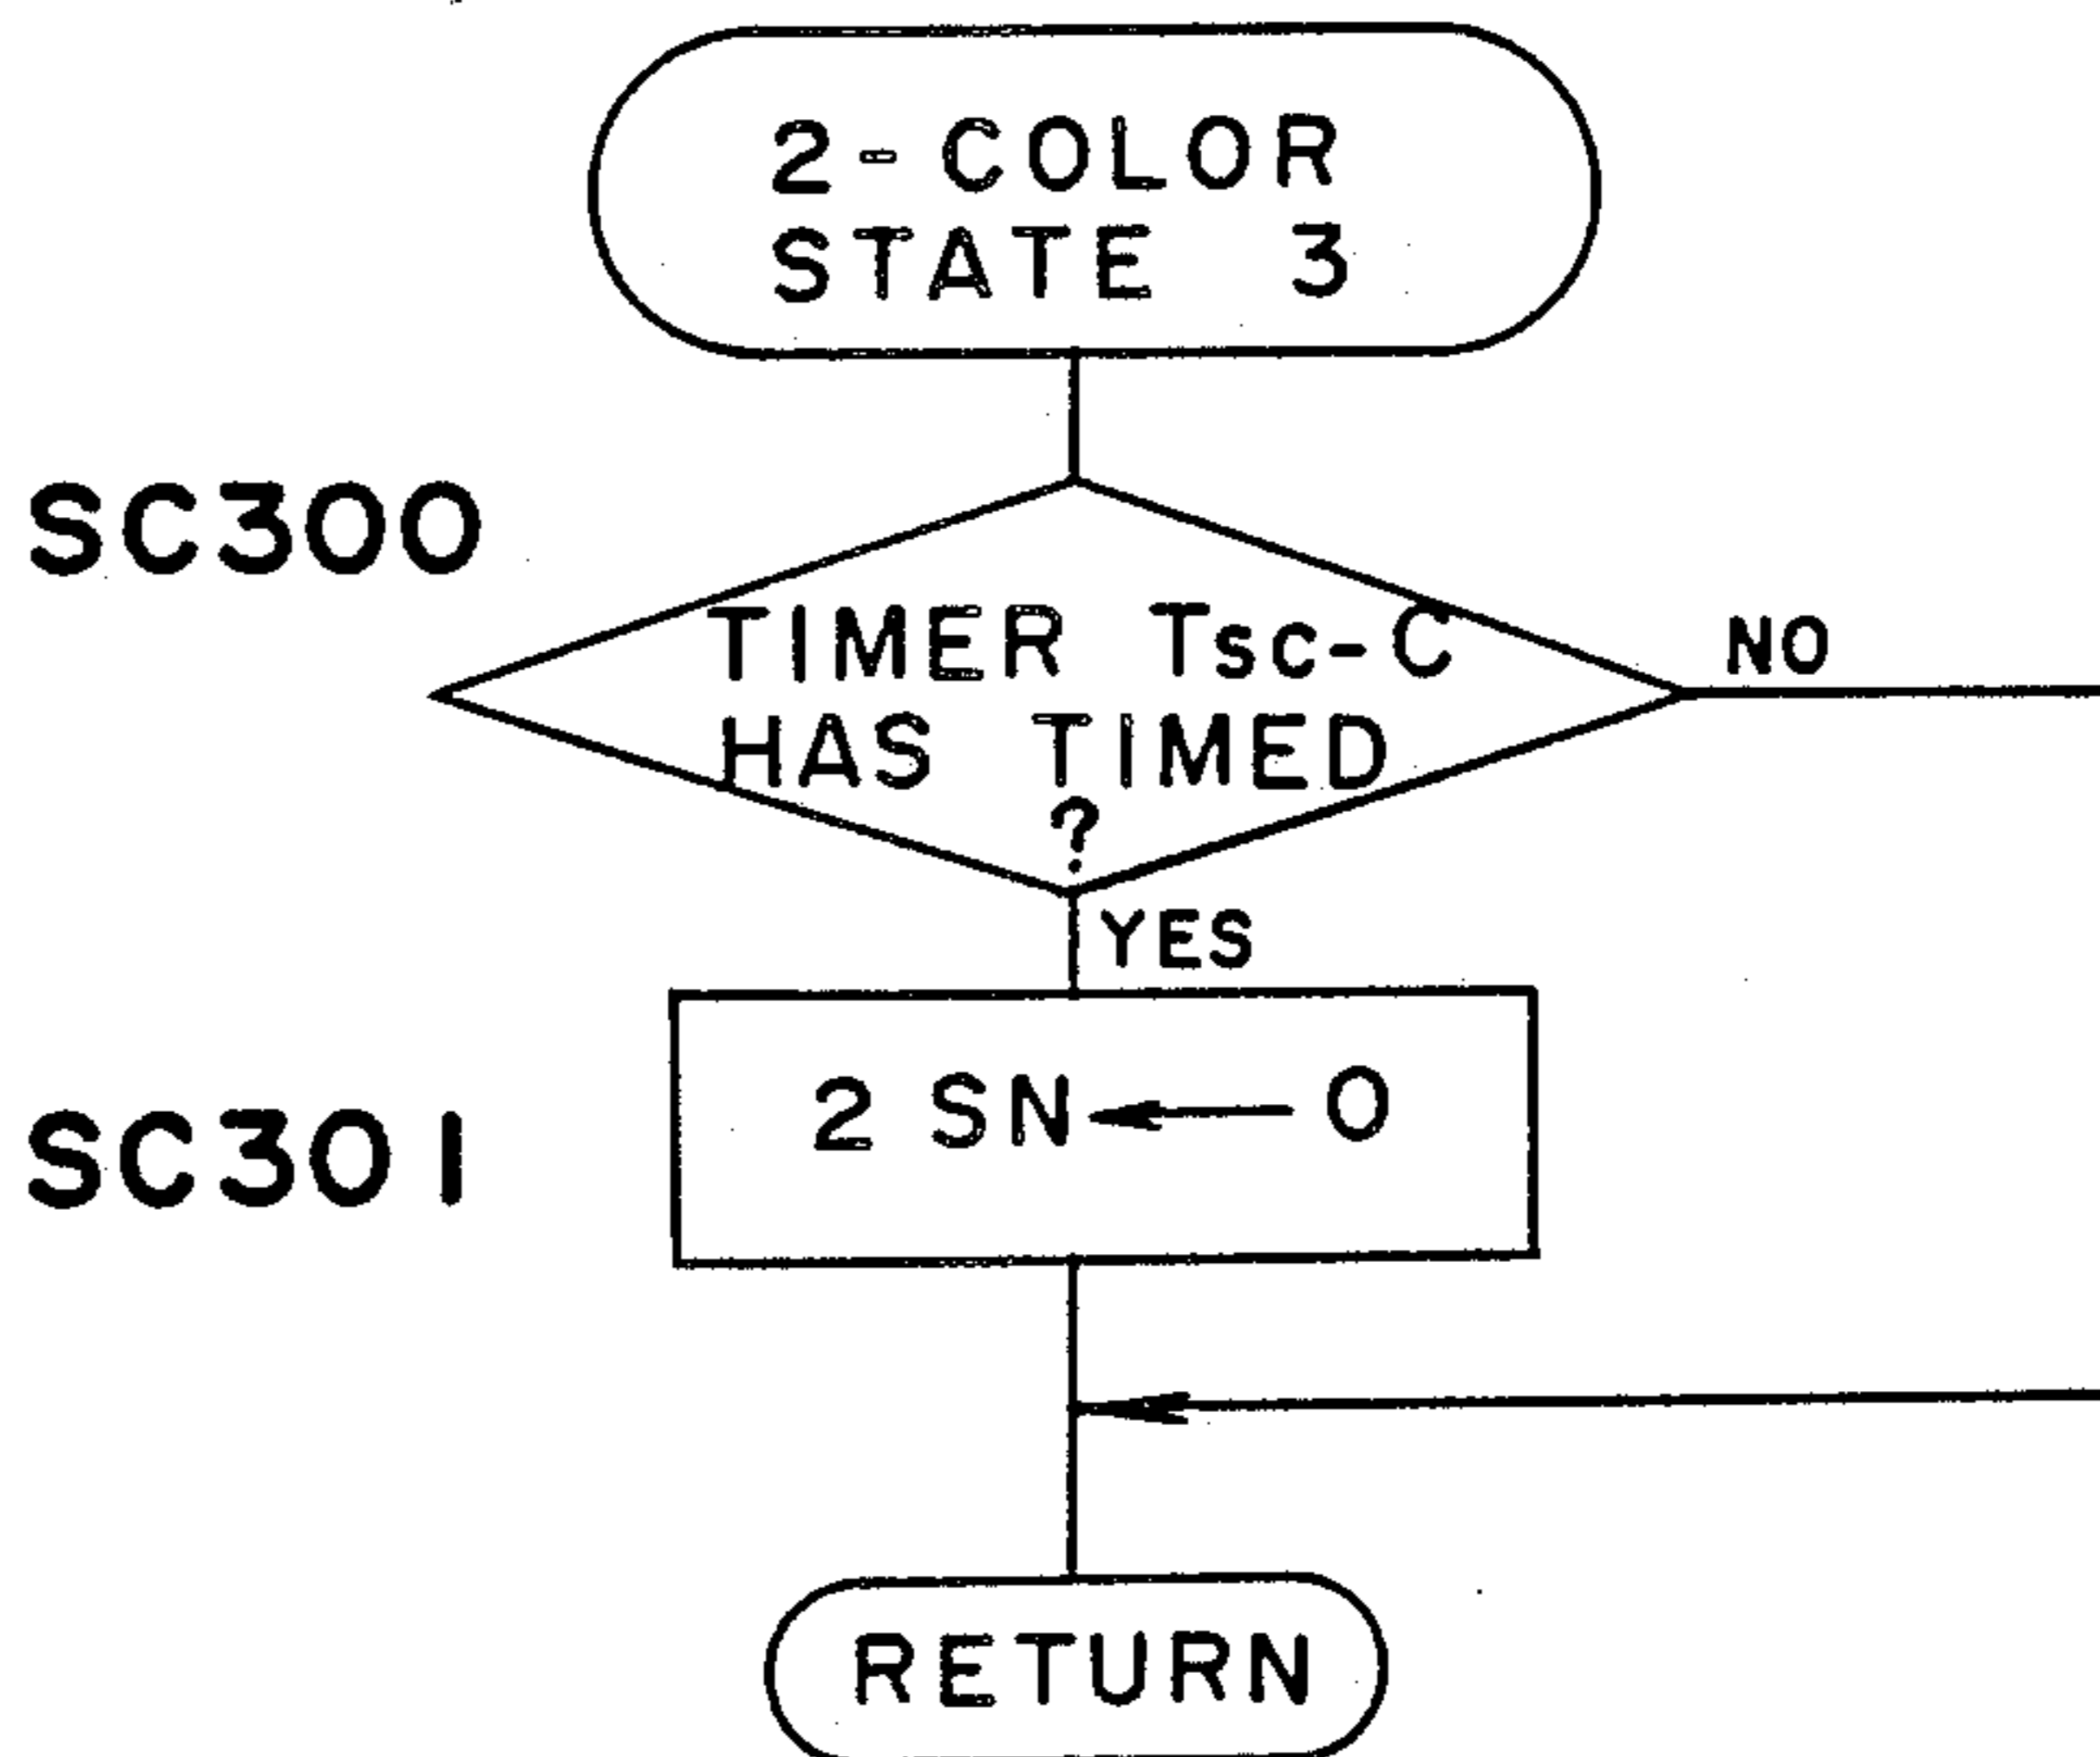 2-COLOR
STATE 3
SC300
TIMER Tsc-C
HAS TIMED
?
NO
YES
SC301
2 SN ← 0
RETURN